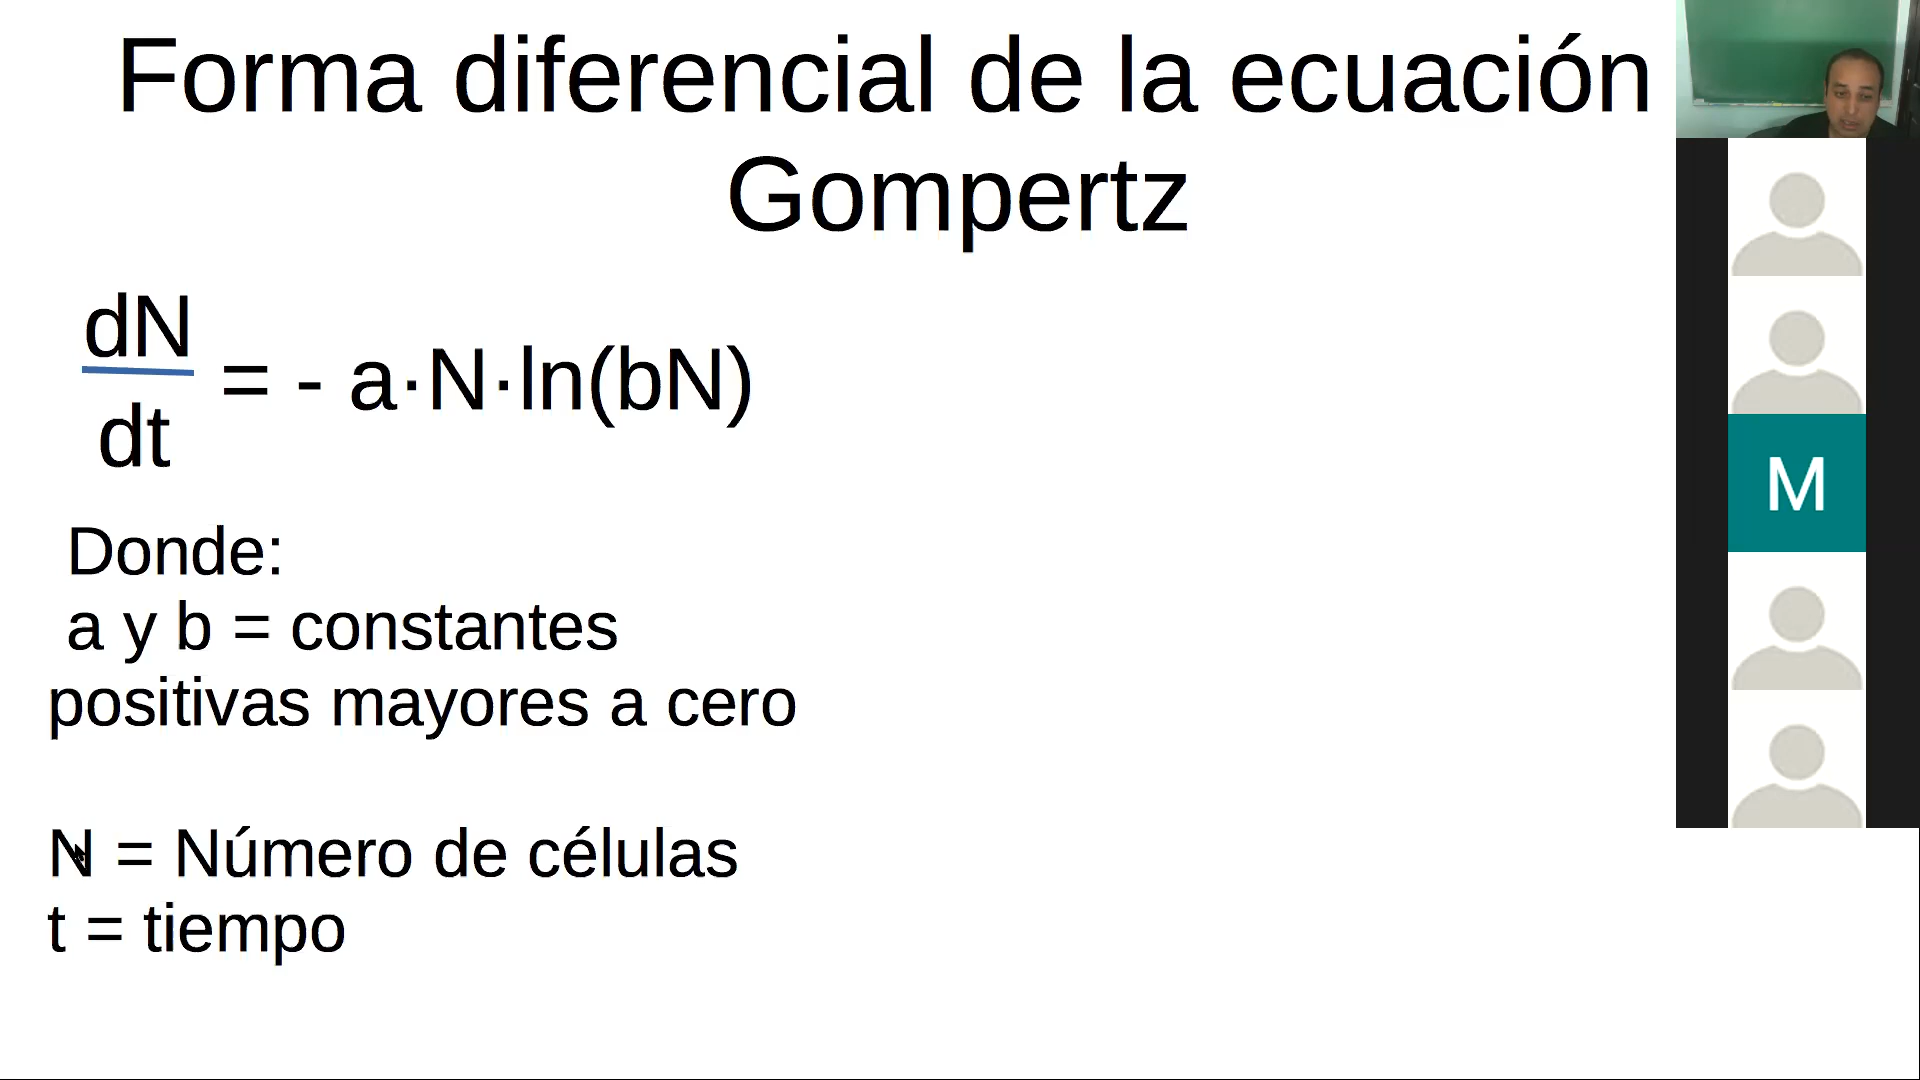 Forma diferencial de la ecuación
Gompertz
dN
dt
= - a·N·ln(bN)
Donde:
a y b = constantes
positivas mayores a cero
N = Número de células
t = tiempo
M